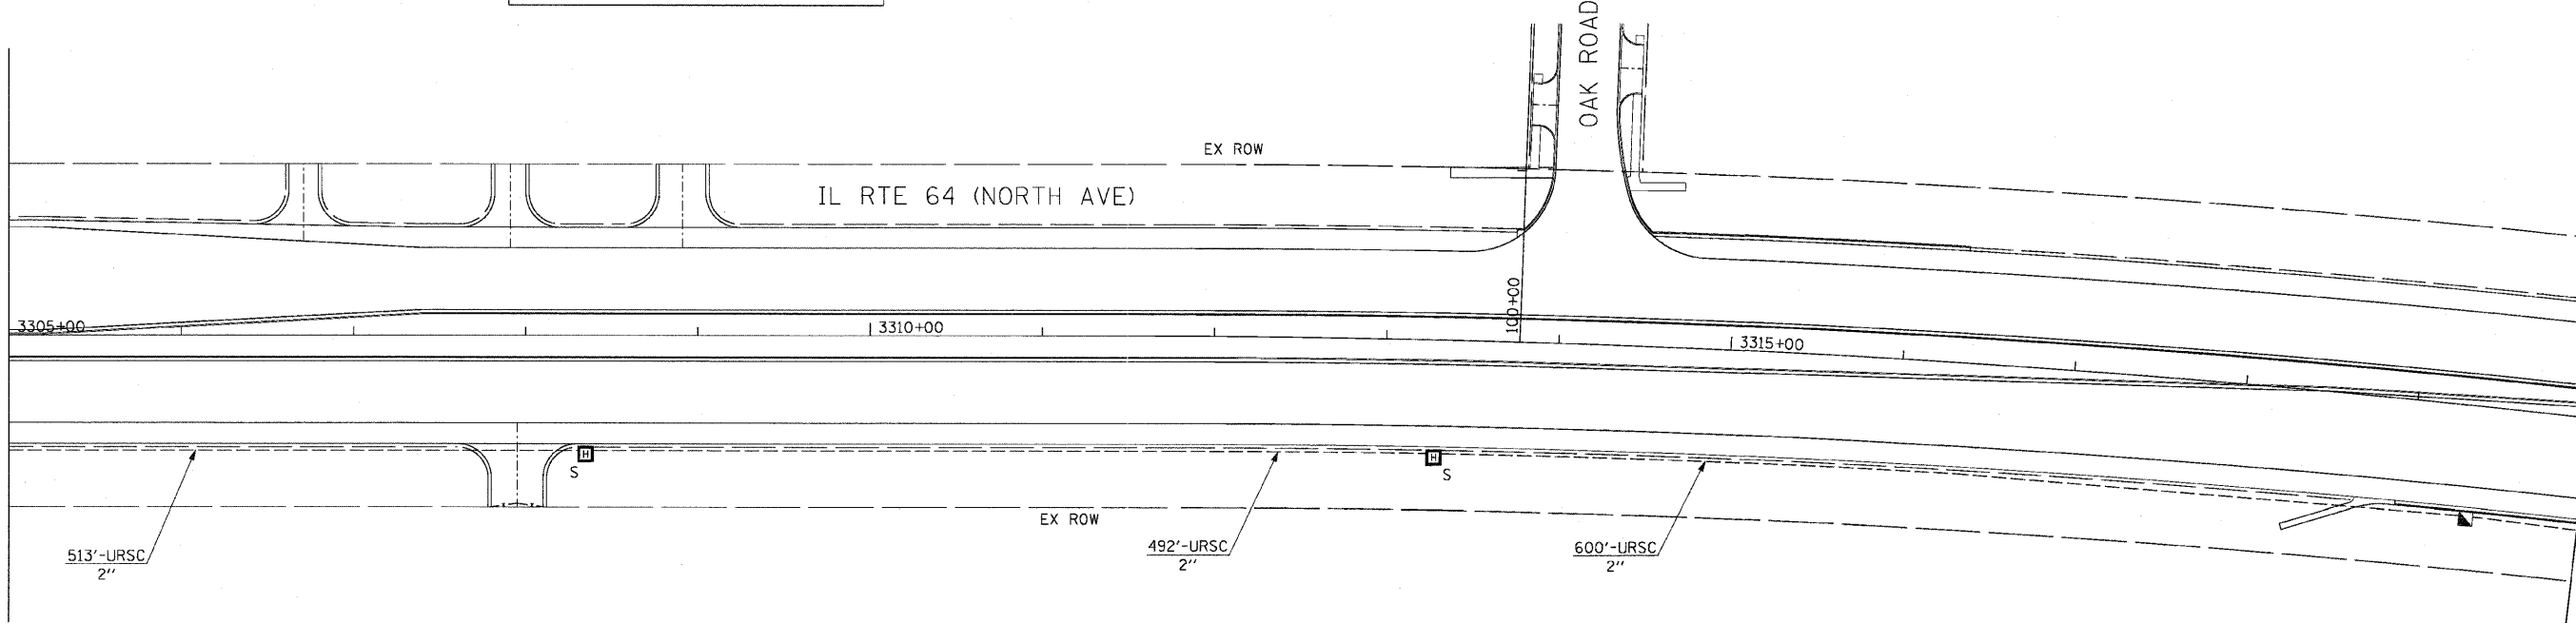 OAK ROAD
EX ROW
IL RTE 64 (NORTH AVE)
100+00
3305+00
3310+00
3315+00
H
S
H
S
EX ROW
513'-URSC
2''
492'-URSC
2''
600'-URSC
2''